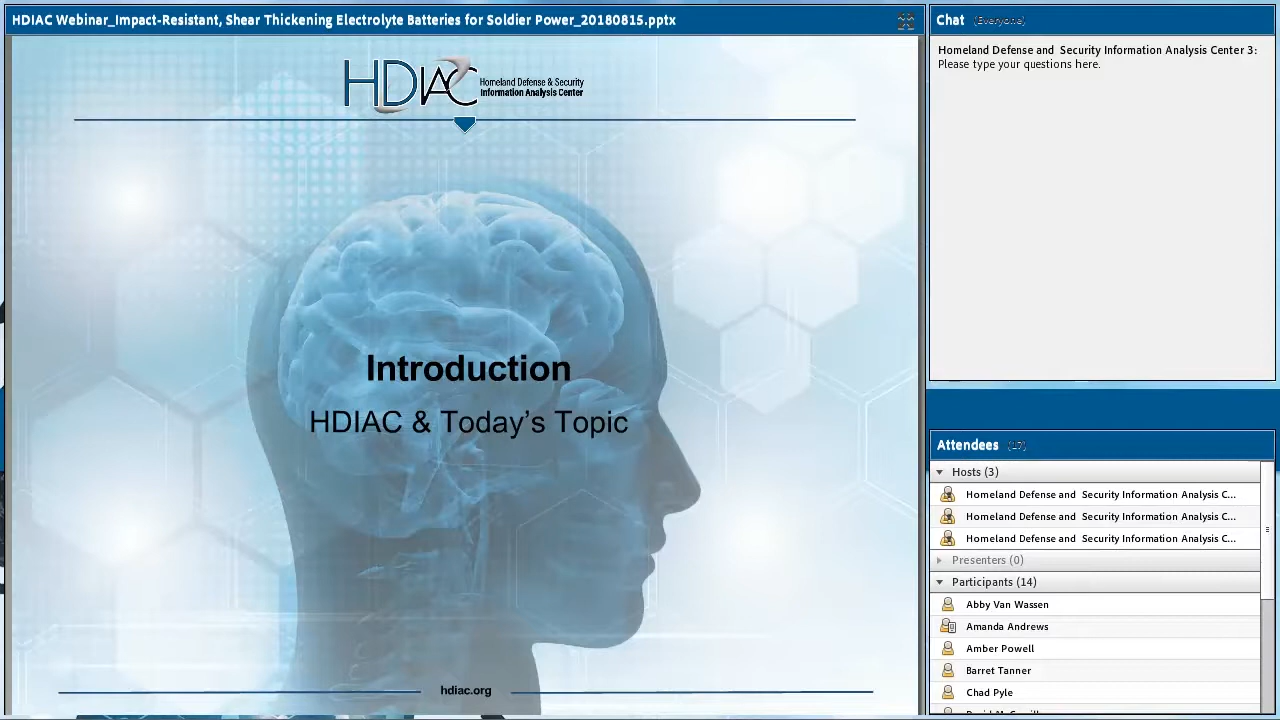 HDIAC Webinar_Impact-Resistant, Shear Thickening Electrolyte Batteries for Soldier Power_20180815.pptx
HDIAC
Homeland Defense & Security
Information Analysis Center
Introduction
HDIAC & Today's Topic
hdiac.org
Chat (Everyone)
Homeland Defense and Security Information Analysis Center 3:
Please type your questions here.
Attendees (17)
Hosts (3)
Homeland Defense and Security Information Analysis C...
Homeland Defense and Security Information Analysis C...
Homeland Defense and Security Information Analysis C...
Presenters (0)
Participants (14)
Abby Van Wassen
Amanda Andrews
Amber Powell
Barret Tanner
Chad Pyle